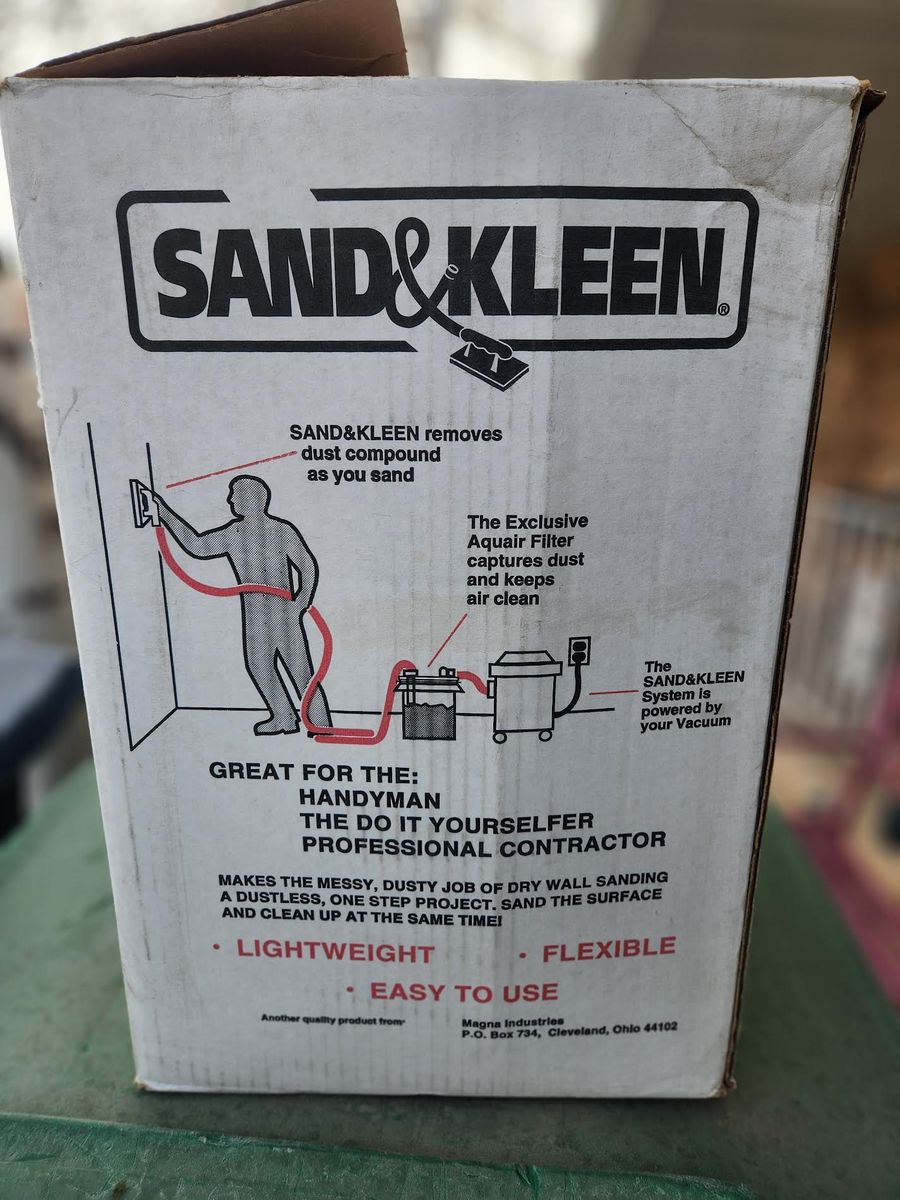 SAND&KLEEN®
SAND&KLEEN removes
dust compound
as you sand
The Exclusive
Aquair Filter
captures dust
and keeps
air clean
The
SAND&KLEEN
System is
powered by
your Vacuum
GREAT FOR THE:
HANDYMAN
THE DO IT YOURSELFER
PROFESSIONAL CONTRACTOR
MAKES THE MESSY, DUSTY JOB OF DRY WALL SANDING
A DUSTLESS, ONE STEP PROJECT. SAND THE SURFACE
AND CLEAN UP AT THE SAME TIME!
• LIGHTWEIGHT • FLEXIBLE
• EASY TO USE
Another quality product from Magna Industries
P.O. Box 734, Cleveland, Ohio 44102